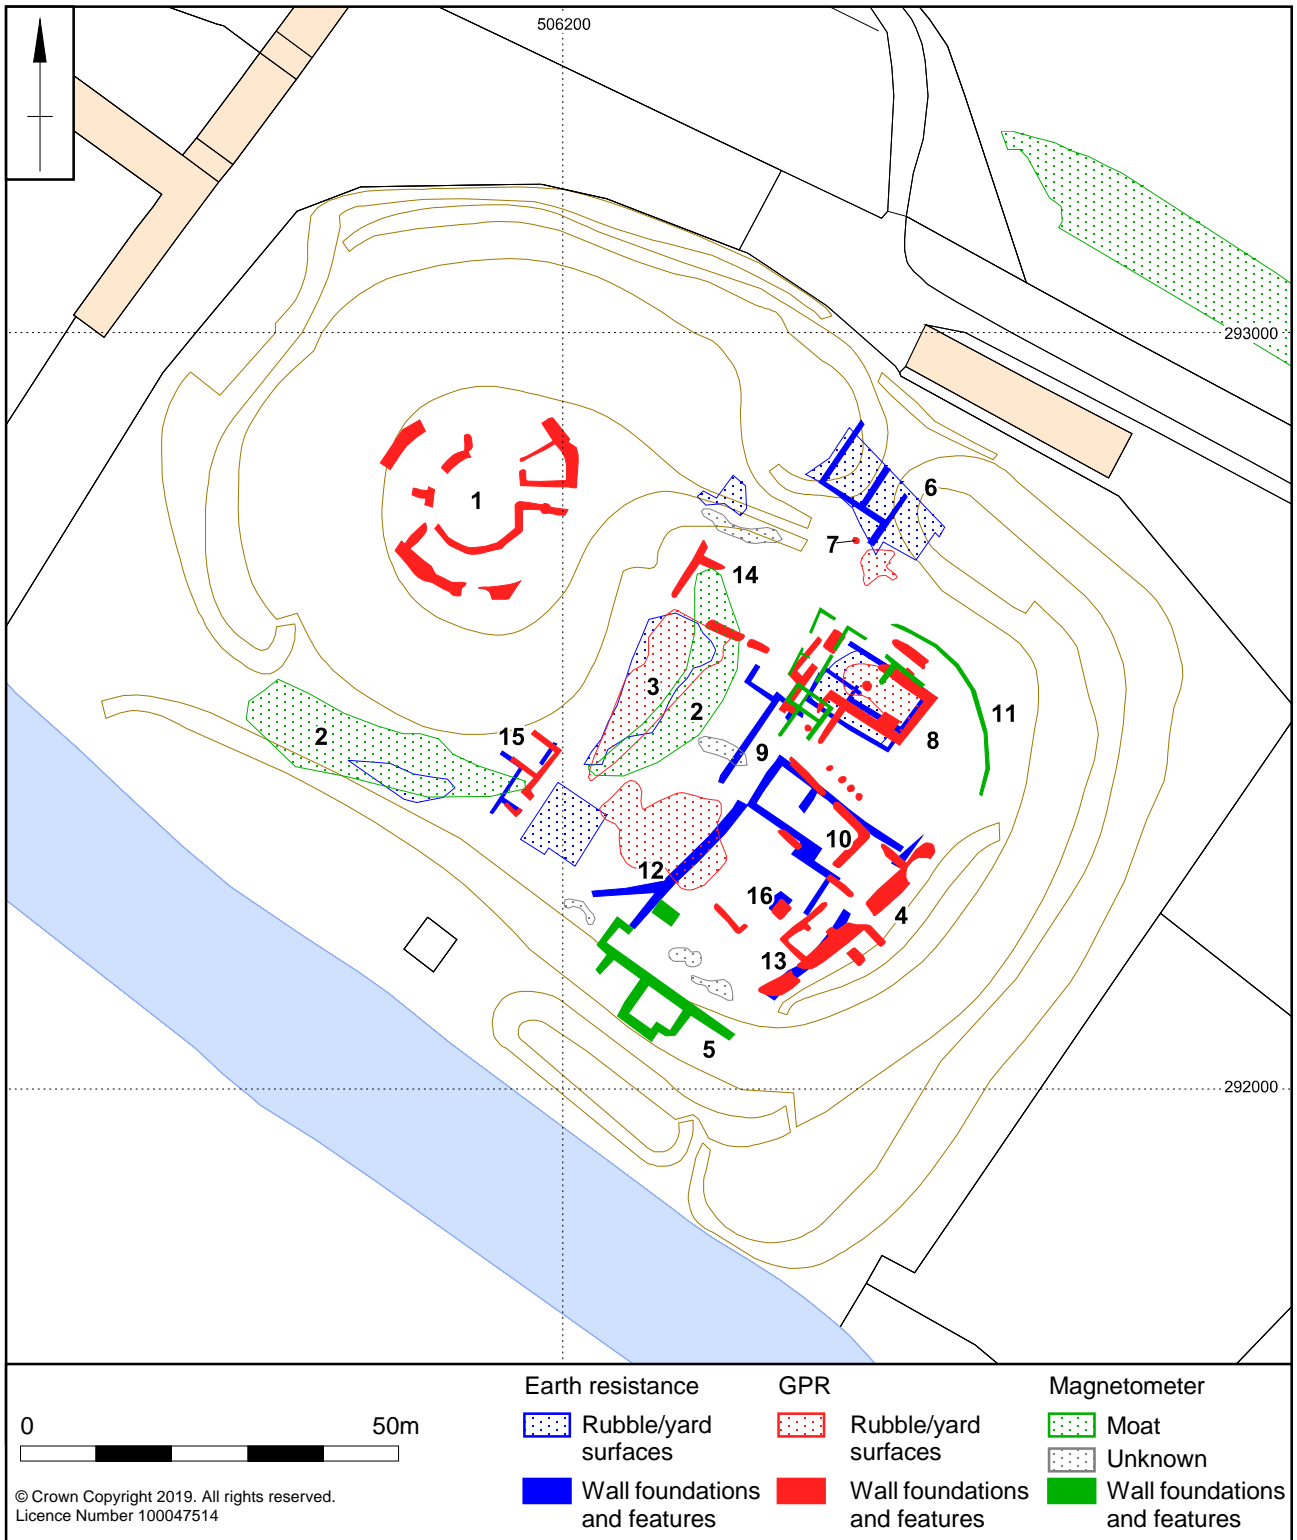 506200
293000
6
1
7
14
3
2
2
11
15
8
9
10
12
16
4
13
5
292000
Earth resistance
GPR
Magnetometer
0
50m
Rubble/yard
surfaces
Rubble/yard
surfaces
Moat
Unknown
Wall foundations
and features
Wall foundations
and features
Wall foundations
and features
© Crown Copyright 2019. All rights reserved.
Licence Number 100047514